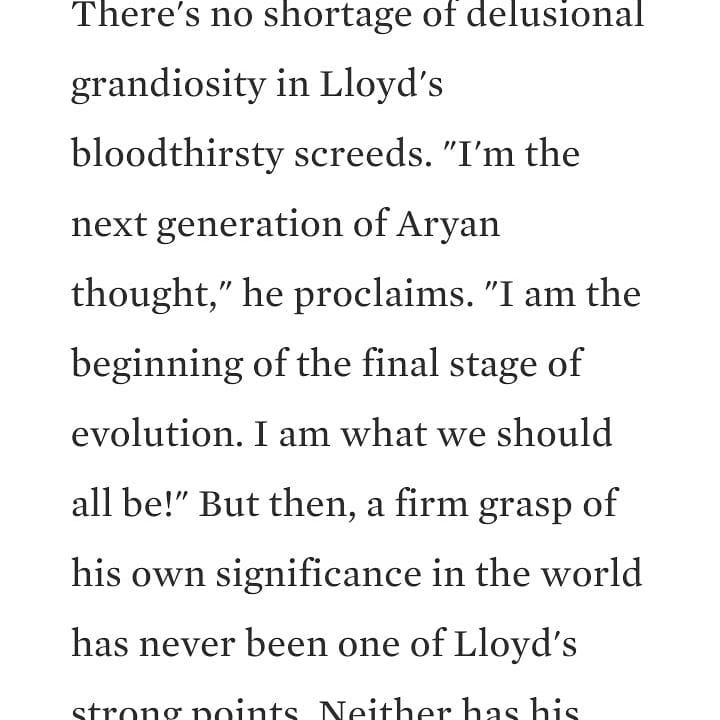 There's no shortage of delusional
grandiosity in Lloyd's
bloodthirsty screeds. "I'm the
next generation of Aryan
thought," he proclaims. "I am the
beginning of the final stage of
evolution. I am what we should
all be!" But then, a firm grasp of
his own significance in the world
has never been one of Lloyd's
strong points. Neither has his